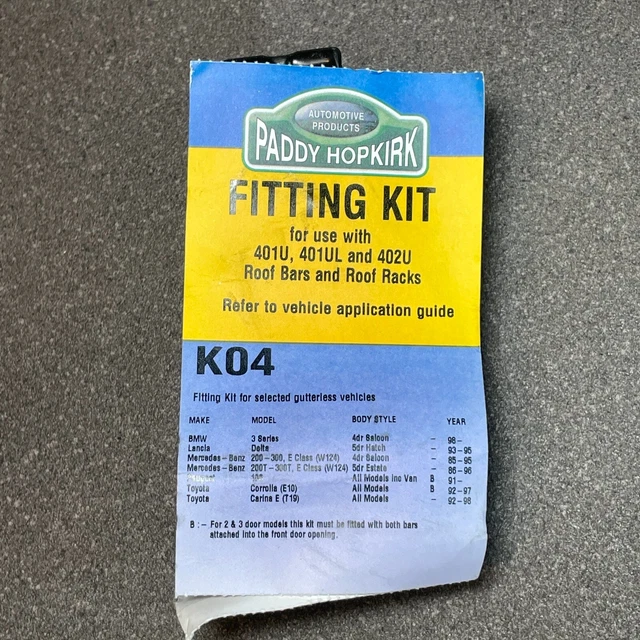 AUTOMOTIVE
PRODUCTS
PADDY HOPKIRK
FITTING KIT
for use with
401U, 401UL and 402U
Roof Bars and Roof Racks
Refer to vehicle application guide
K04
Fitting Kit for selected gutterless vehicles
MAKE MODEL BODY STYLE YEAR
BMW 3 Series 4dr Saloon – 98–
Lancia Delta 5dr Hatch – 93–95
Mercedes–Benz 200–300, E Class (W124) 4dr Saloon – 85–95
Mercedes–Benz 200T–300T, E Class (W124) 5dr Estate – 86–96
All Models inc Van B 91–
Toyota Corrolla (E10) All Models B 92–97
Toyota Carina E (T19) All Models – 92–98
B :– For 2 & 3 door models this kit must be fitted with both bars
attached into the front door opening.